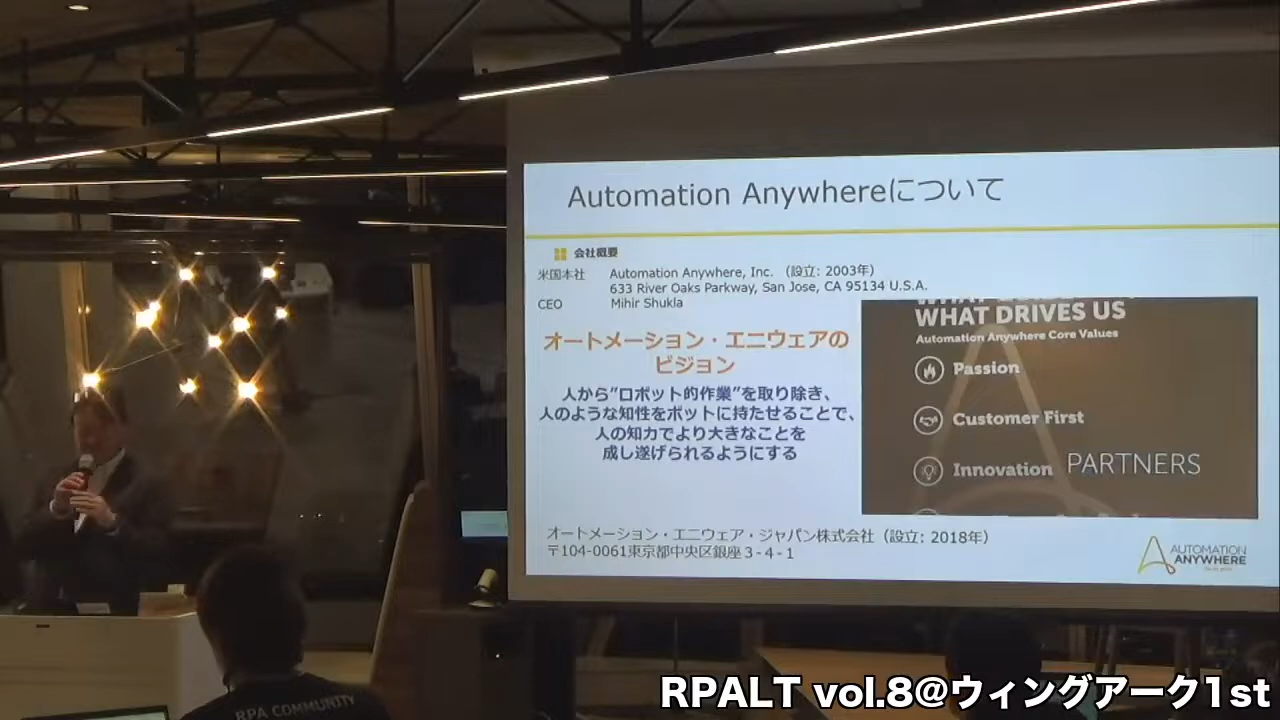 Automation Anywhereについて
会社概要
米国本社 Automation Anywhere, Inc. （設立: 2003年）
633 River Oaks Parkway, San Jose, CA 95134 U.S.A.
CEO Mihir Shukla
オートメーション・エニウェアの
ビジョン
人から”ロボット的作業”を取り除き、
人のような知性をボットに持たせることで、
人の知力でより大きなことを
成し遂げられるようにする
WHAT DRIVES US
Automation Anywhere Core Values
Passion
Customer First
Innovation PARTNERS
オートメーション・エニウェア・ジャパン株式会社（設立: 2018年）
〒104-0061東京都中央区銀座３-４-１
AUTOMATION
ANYWHERE
RPA COMMUNITY
RPALT vol.8@ウィングアーク1st